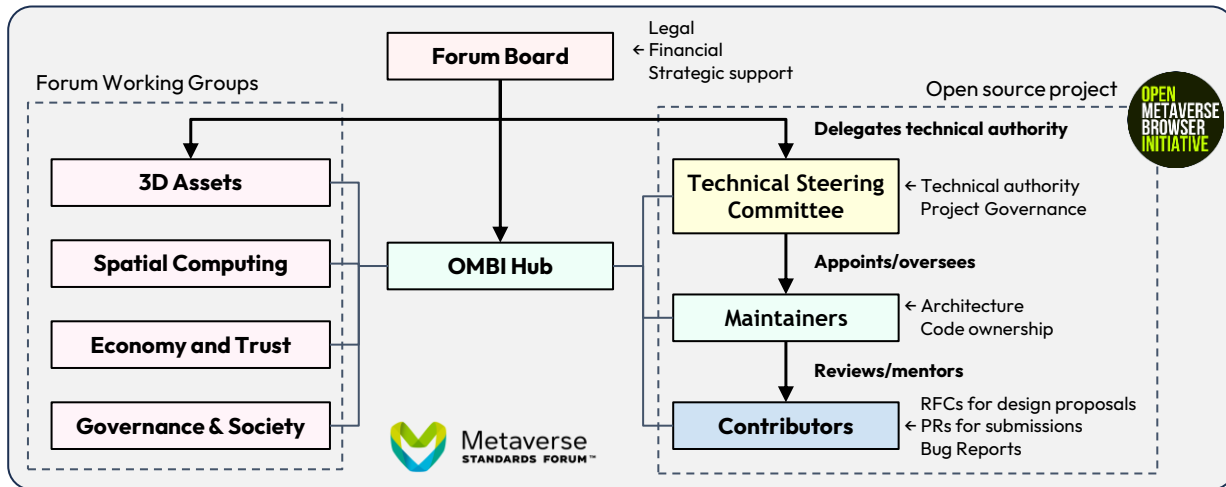 Forum Board
Legal
← Financial
Strategic support
Forum Working Groups
3D Assets
Spatial Computing
Economy and Trust
Governance & Society
OMBI Hub
Open source project
OPEN
METAVERSE
BROWSER
INITIATIVE
Delegates technical authority
Technical Steering
Committee
← Technical authority
Project Governance
Appoints/oversees
Maintainers
← Architecture
Code ownership
Reviews/mentors
Contributors
RFCs for design proposals
← PRs for submissions
Bug Reports
Metaverse
STANDARDS FORUM™